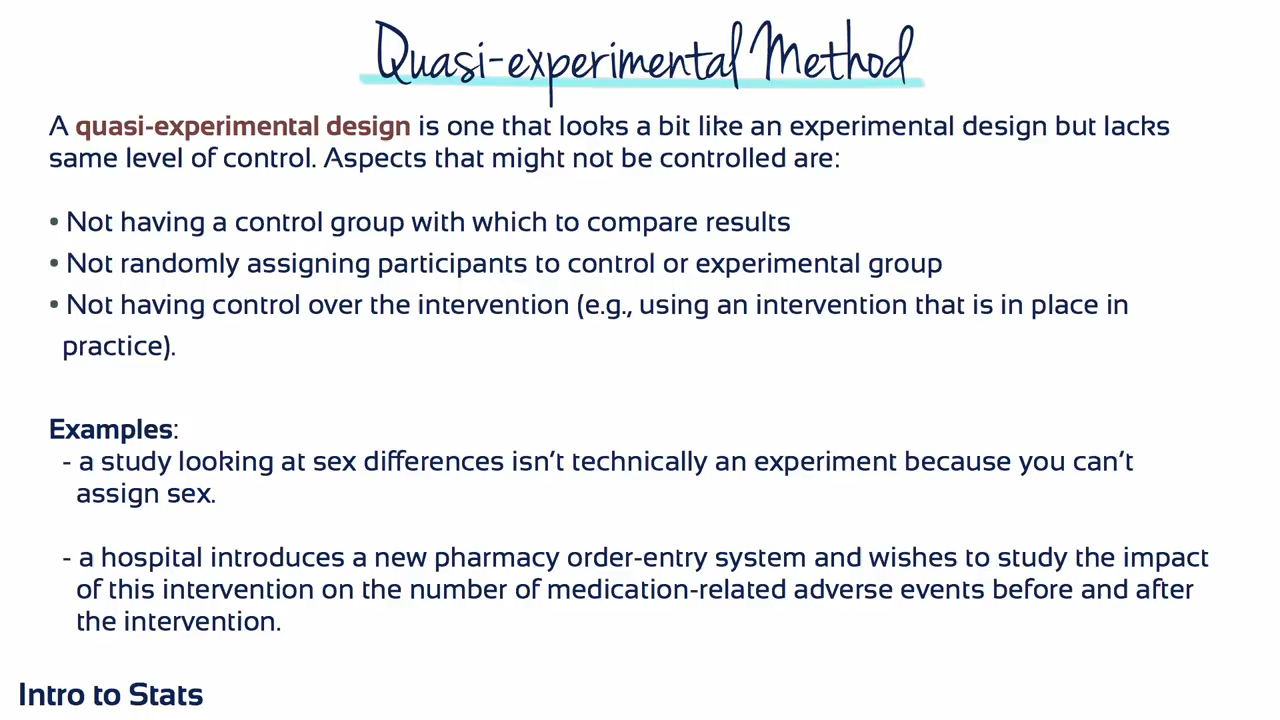 Quasi-experimental Method
A quasi-experimental design is one that looks a bit like an experimental design but lacks
same level of control. Aspects that might not be controlled are:
• Not having a control group with which to compare results
• Not randomly assigning participants to control or experimental group
• Not having control over the intervention (e.g., using an intervention that is in place in
practice).
Examples:
- a study looking at sex differences isn’t technically an experiment because you can’t
assign sex.
- a hospital introduces a new pharmacy order-entry system and wishes to study the impact
of this intervention on the number of medication-related adverse events before and after
the intervention.
Intro to Stats